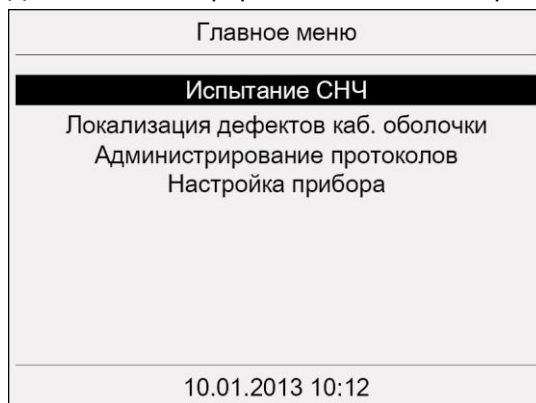 Главное меню
Испытание СНЧ
Локализация дефектов каб. оболочки
Администрирование протоколов
Настройка прибора
10.01.2013 10:12